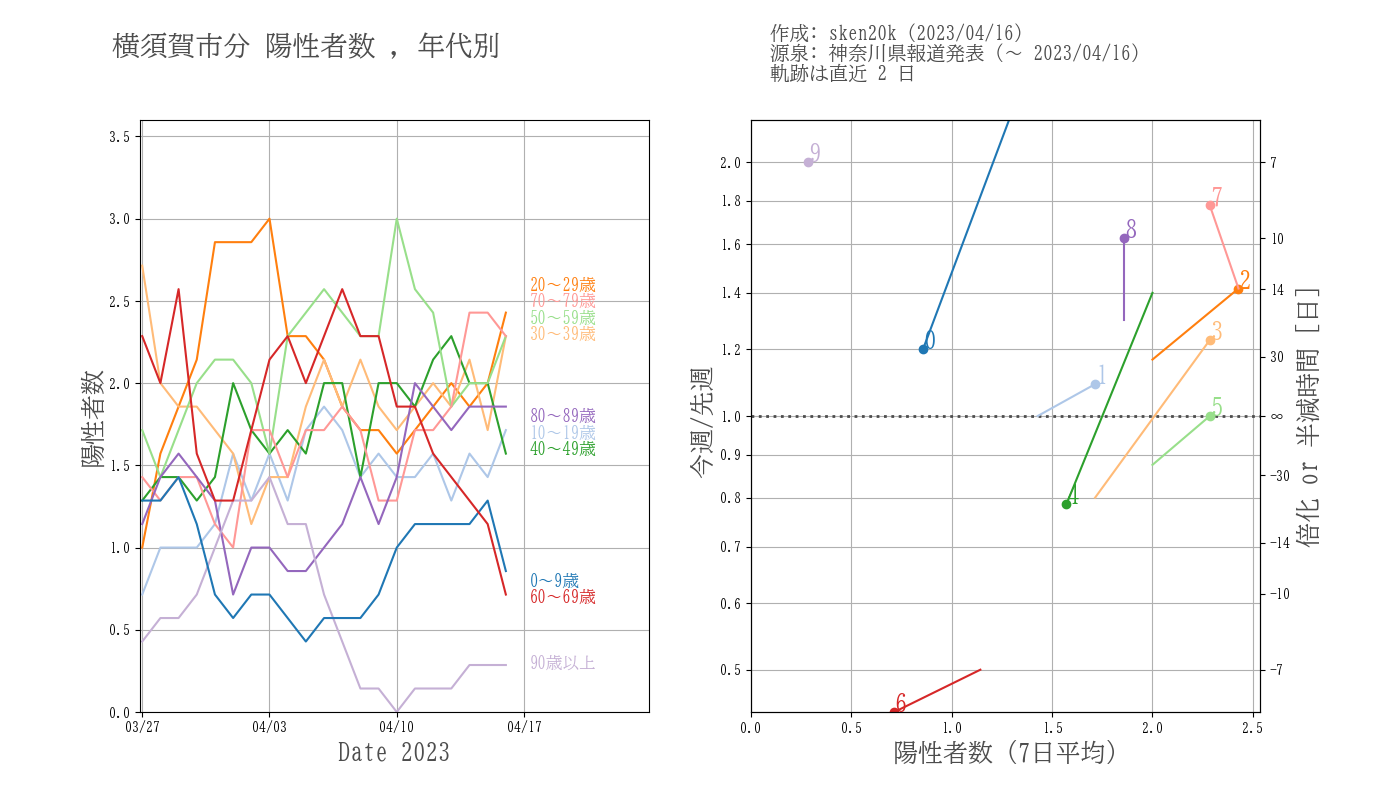 横須賀市分 陽性者数 , 年代別
作成: sken20k (2023/04/16)
源泉: 神奈川県報道発表 (〜 2023/04/16)
軌跡は直近 2 日
陽性者数
3.5
3.0
2.5
2.0
1.5
1.0
0.5
0.0
03/27
04/03
04/10
04/17
Date 2023
20〜29歳
70〜79歳
50〜59歳
30〜39歳
80〜89歳
10〜19歳
40〜49歳
0〜9歳
60〜69歳
90歳以上
今週/先週
2.0
1.8
1.6
1.4
1.2
1.0
0.9
0.8
0.7
0.6
0.5
9
7
8
2
0
3
1
5
4
6
0.0
0.5
1.0
1.5
2.0
2.5
陽性者数 (7日平均)
7
10
14
30
∞
−30
−14
−10
−7
倍化 or 半減時間 [日]